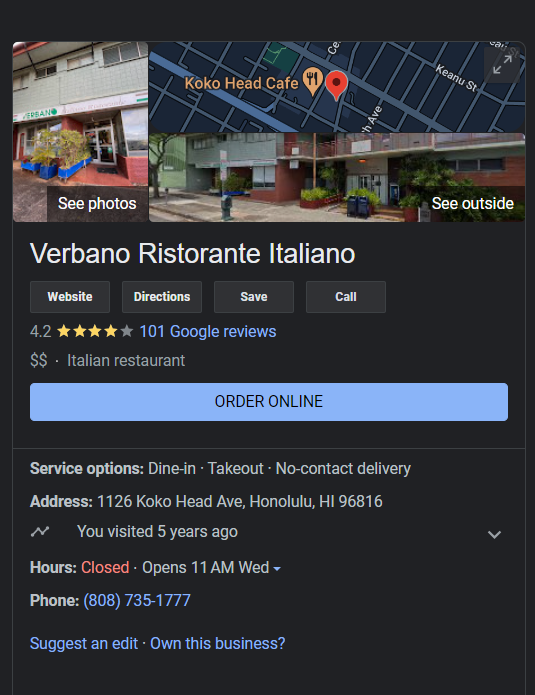 VERBANO
See photos
Koko Head Cafe
Keanu St
See outside
Verbano Ristorante Italiano
Website Directions Save Call
4.2 101 Google reviews
$$ · Italian restaurant
ORDER ONLINE
Service options: Dine-in · Takeout · No-contact delivery
Address: 1126 Koko Head Ave, Honolulu, HI 96816
You visited 5 years ago
Hours: Closed · Opens 11 AM Wed
Phone: (808) 735-1777
Suggest an edit · Own this business?